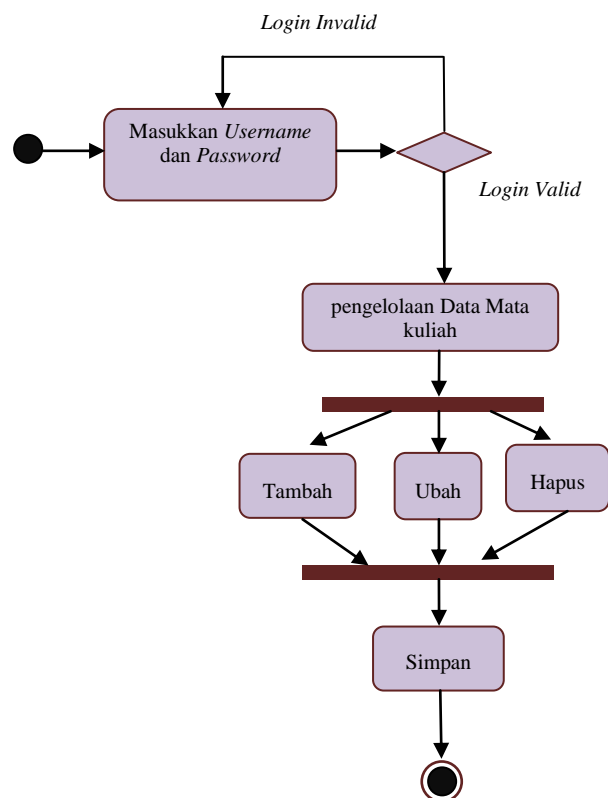 Login Invalid
Masukkan Username
dan Password
Login Valid
pengelolaan Data Mata
kuliah
Tambah
Ubah
Hapus
Simpan